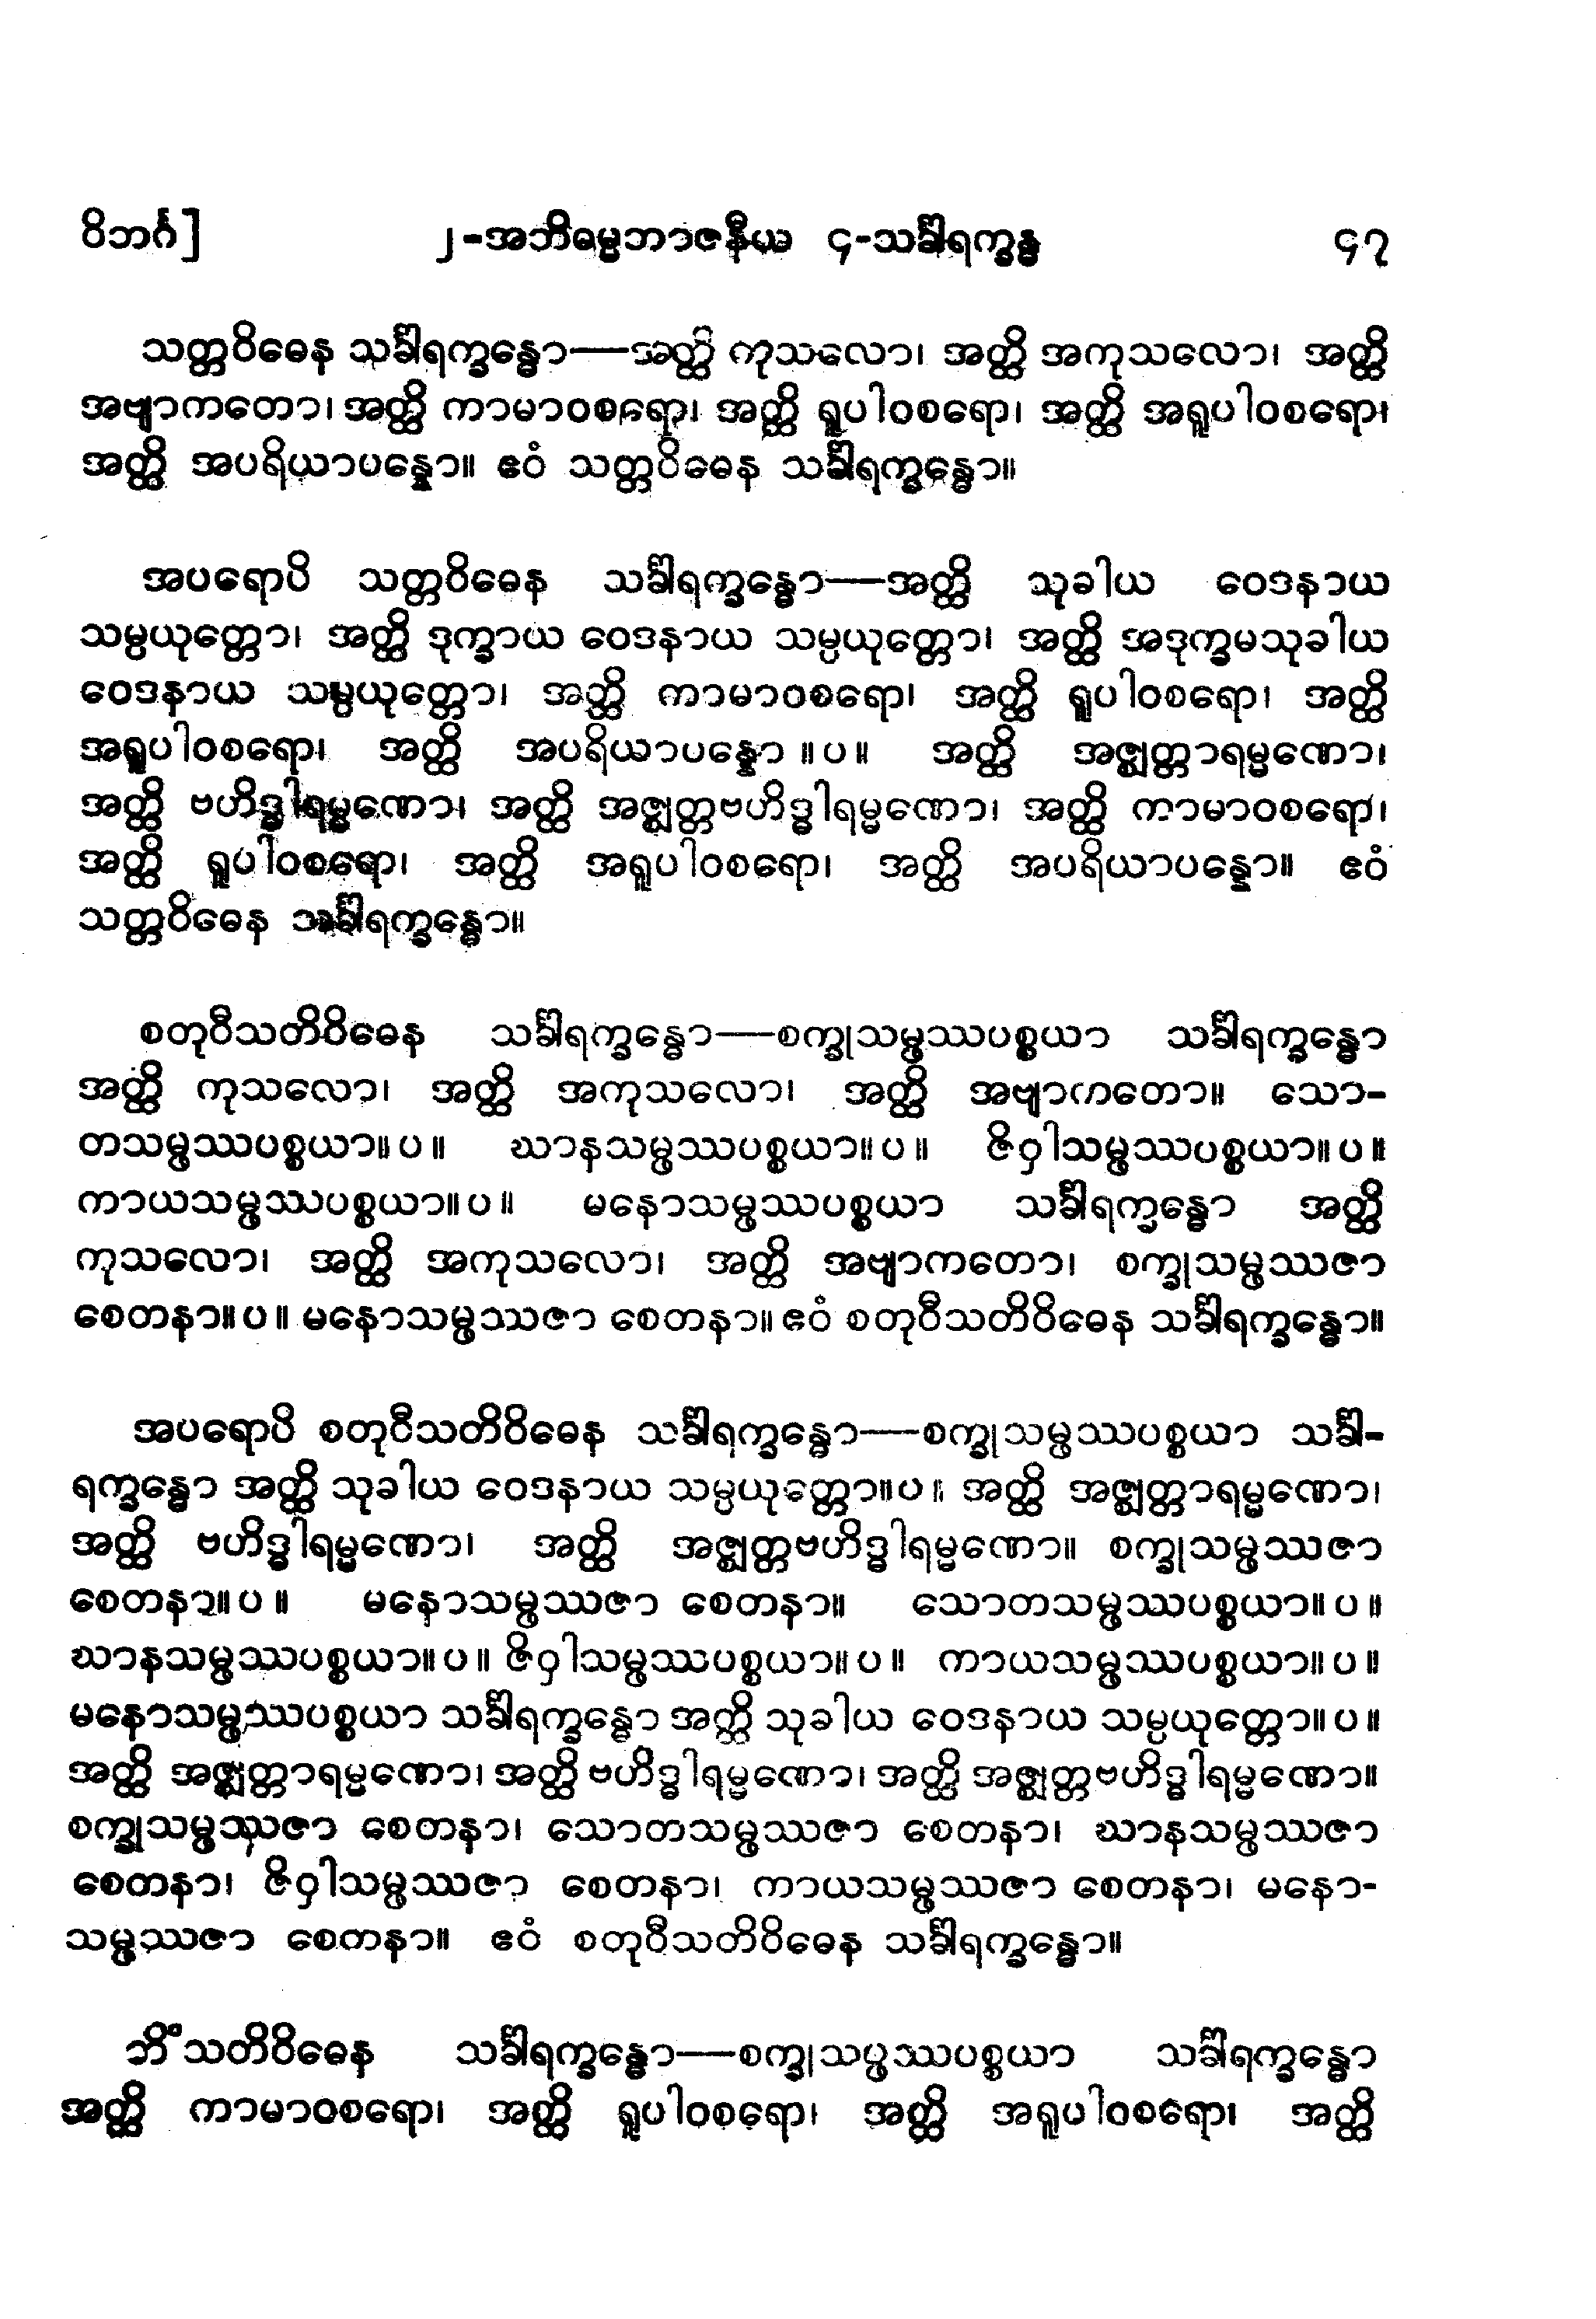 ဝိဘင်္ဂ]	၂-အဘိဓမ္မဘာဇနီယ ၄-သင်္ခါရက္ခန္ဓ	၄၇
သတ္တဝိဓေန သင်္ခါရက္ခန္ဓော—အတ္ထိ ကုသလော၊ အတ္ထိ အကုသလော၊ အတ္ထိ
အဗျာကတော၊ အတ္ထိ ကာမာဝစရော၊ အတ္ထိ ရူပါဝစရော၊ အတ္ထိ အရူပါဝစရော၊
အတ္ထိ အပရိယာပန္နော။ ဧဝံ သတ္တဝိဓေန သင်္ခါရက္ခန္ဓော။
အပရောပိ သတ္တဝိဓေန သင်္ခါရက္ခန္ဓော—အတ္ထိ သုခါယ ဝေဒနာယ
သမ္ပယုတ္တော၊ အတ္ထိ ဒုက္ခာယ ဝေဒနာယ သမ္ပယုတ္တော၊ အတ္ထိ အဒုက္ခမသုခါယ
ဝေဒနာယ သမ္ပယုတ္တော၊ အတ္ထိ ကာမာဝစရော၊ အတ္ထိ ရူပါဝစရော၊ အတ္ထိ
အရူပါဝစရော၊ အတ္ထိ အပရိယာပန္နော ။ပ။ အတ္ထိ အဇ္ဈတ္တာရမ္မဏော၊
အတ္ထိ ဗဟိဒ္ဓါရမ္မဏော၊ အတ္ထိ အဇ္ဈတ္တဗဟိဒ္ဓါရမ္မဏော၊ အတ္ထိ ကာမာဝစရော၊
အတ္ထိ ရူပါဝစရော၊ အတ္ထိ အရူပါဝစရော၊ အတ္ထိ အပရိယာပန္နော။ ဧဝံ
သတ္တဝိဓေန သင်္ခါရက္ခန္ဓော။
စတုဝီသတိဝိဓေန သင်္ခါရက္ခန္ဓော—စက္ခုသမ္ဖဿပစ္စယာ သင်္ခါရက္ခန္ဓော
အတ္ထိ ကုသလော၊ အတ္ထိ အကုသလော၊ အတ္ထိ အဗျာကတော။ သော-
တသမ္ဖဿပစ္စယာ။ပ။ ဃာနသမ္ဖဿပစ္စယာ။ပ။ ဇိဝှါသမ္ဖဿပစ္စယာ။ပ။
ကာယသမ္ဖဿပစ္စယာ။ပ။ မနောသမ္ဖဿပစ္စယာ သင်္ခါရက္ခန္ဓော အတ္ထိ
ကုသလော၊ အတ္ထိ အကုသလော၊ အတ္ထိ အဗျာကတော၊ စက္ခုသမ္ဖဿဇာ
စေတနာ။ပ။ မနောသမ္ဖဿဇာ စေတနာ။ ဧဝံ စတုဝီသတိဝိဓေန သင်္ခါရက္ခန္ဓော။
အပရောပိ စတုဝီသတိဝိဓေန သင်္ခါရက္ခန္ဓော—စက္ခုသမ္ဖဿပစ္စယာ သင်္ခါ-
ရက္ခန္ဓော အတ္ထိ သုခါယ ဝေဒနာယ သမ္ပယုတ္တော။ပ။ အတ္ထိ အဇ္ဈတ္တာရမ္မဏော၊
အတ္ထိ ဗဟိဒ္ဓါရမ္မဏော၊ အတ္ထိ အဇ္ဈတ္တဗဟိဒ္ဓါရမ္မဏော။ စက္ခုသမ္ဖဿဇာ
စေတနာ။ပ။ မနောသမ္ဖဿဇာ စေတနာ။ သောတသမ္ဖဿပစ္စယာ။ပ။
ဃာနသမ္ဖဿပစ္စယာ။ပ။ ဇိဝှါသမ္ဖဿပစ္စယာ။ပ။ ကာယသမ္ဖဿပစ္စယာ။ပ။
မနောသမ္ဖဿပစ္စယာ သင်္ခါရက္ခန္ဓော အတ္ထိ သုခါယ ဝေဒနာယ သမ္ပယုတ္တော။ပ။
အတ္ထိ အဇ္ဈတ္တာရမ္မဏော၊ အတ္ထိ ဗဟိဒ္ဓါရမ္မဏော၊ အတ္ထိ အဇ္ဈတ္တဗဟိဒ္ဓါရမ္မဏော။
စက္ခုသမ္ဖဿဇာ စေတနာ၊ သောတသမ္ဖဿဇာ စေတနာ၊ ဃာနသမ္ဖဿဇာ
စေတနာ၊ ဇိဝှါသမ္ဖဿဇာ စေတနာ၊ ကာယသမ္ဖဿဇာ စေတနာ၊ မနော-
သမ္ဖဿဇာ စေတနာ။ ဧဝံ စတုဝီသတိဝိဓေန သင်္ခါရက္ခန္ဓော။
ဘိံသတိဝိဓေန သင်္ခါရက္ခန္ဓော—စက္ခုသမ္ဖဿပစ္စယာ သင်္ခါရက္ခန္ဓော
အတ္ထိ ကာမာဝစရော၊ အတ္ထိ ရူပါဝစရော၊ အတ္ထိ အရူပါဝစရော၊ အတ္ထိ